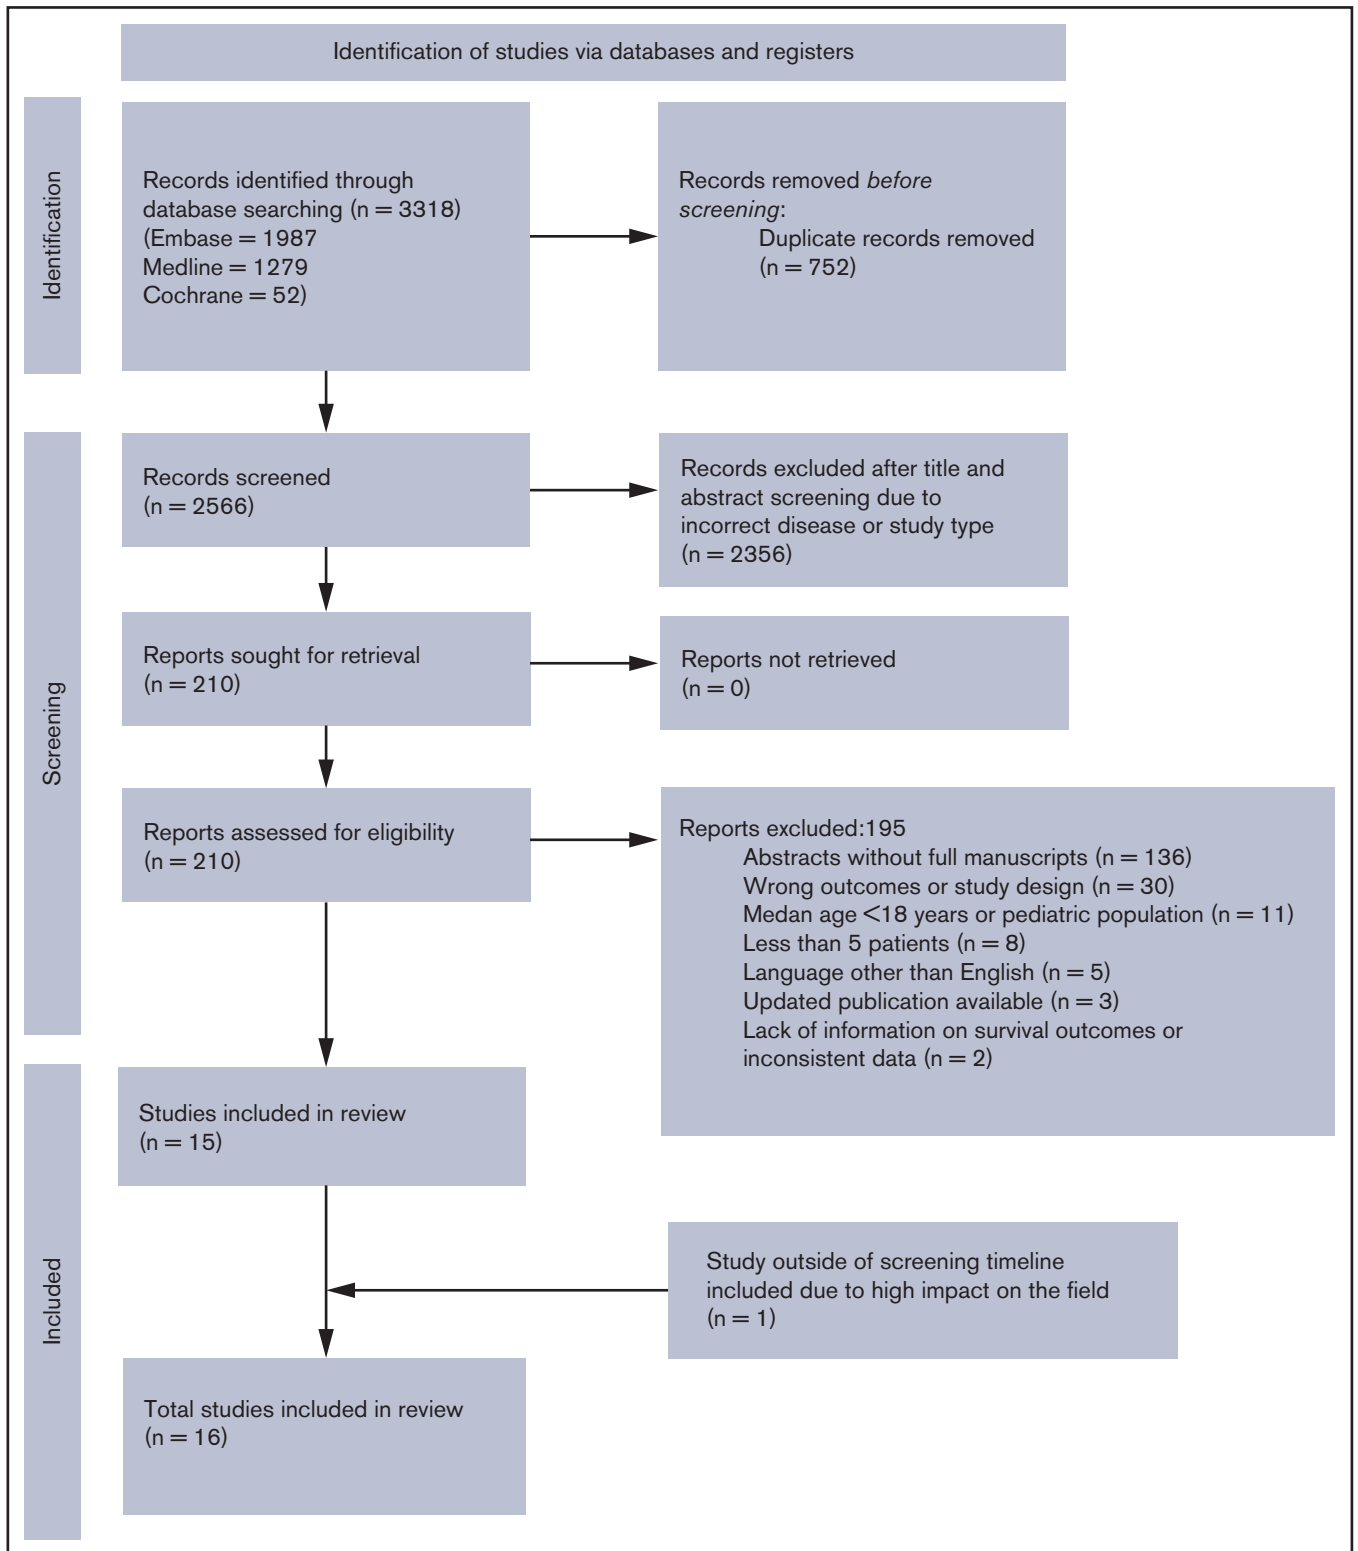 Identification of studies via databases and registers
Identification
Records identified through
database searching (n = 3318)
(Embase = 1987
Medline = 1279
Cochrane = 52)
Records removed before
screening:
Duplicate records removed
(n = 752)
Screening
Records screened
(n = 2566)
Records excluded after title and
abstract screening due to
incorrect disease or study type
(n = 2356)
Reports sought for retrieval
(n = 210)
Reports not retrieved
(n = 0)
Reports assessed for eligibility
(n = 210)
Reports excluded:195
Abstracts without full manuscripts (n = 136)
Wrong outcomes or study design (n = 30)
Medan age <18 years or pediatric population (n = 11)
Less than 5 patients (n = 8)
Language other than English (n = 5)
Updated publication available (n = 3)
Lack of information on survival outcomes or
inconsistent data (n = 2)
Included
Studies included in review
(n = 15)
Study outside of screening timeline
included due to high impact on the field
(n = 1)
Total studies included in review
(n = 16)